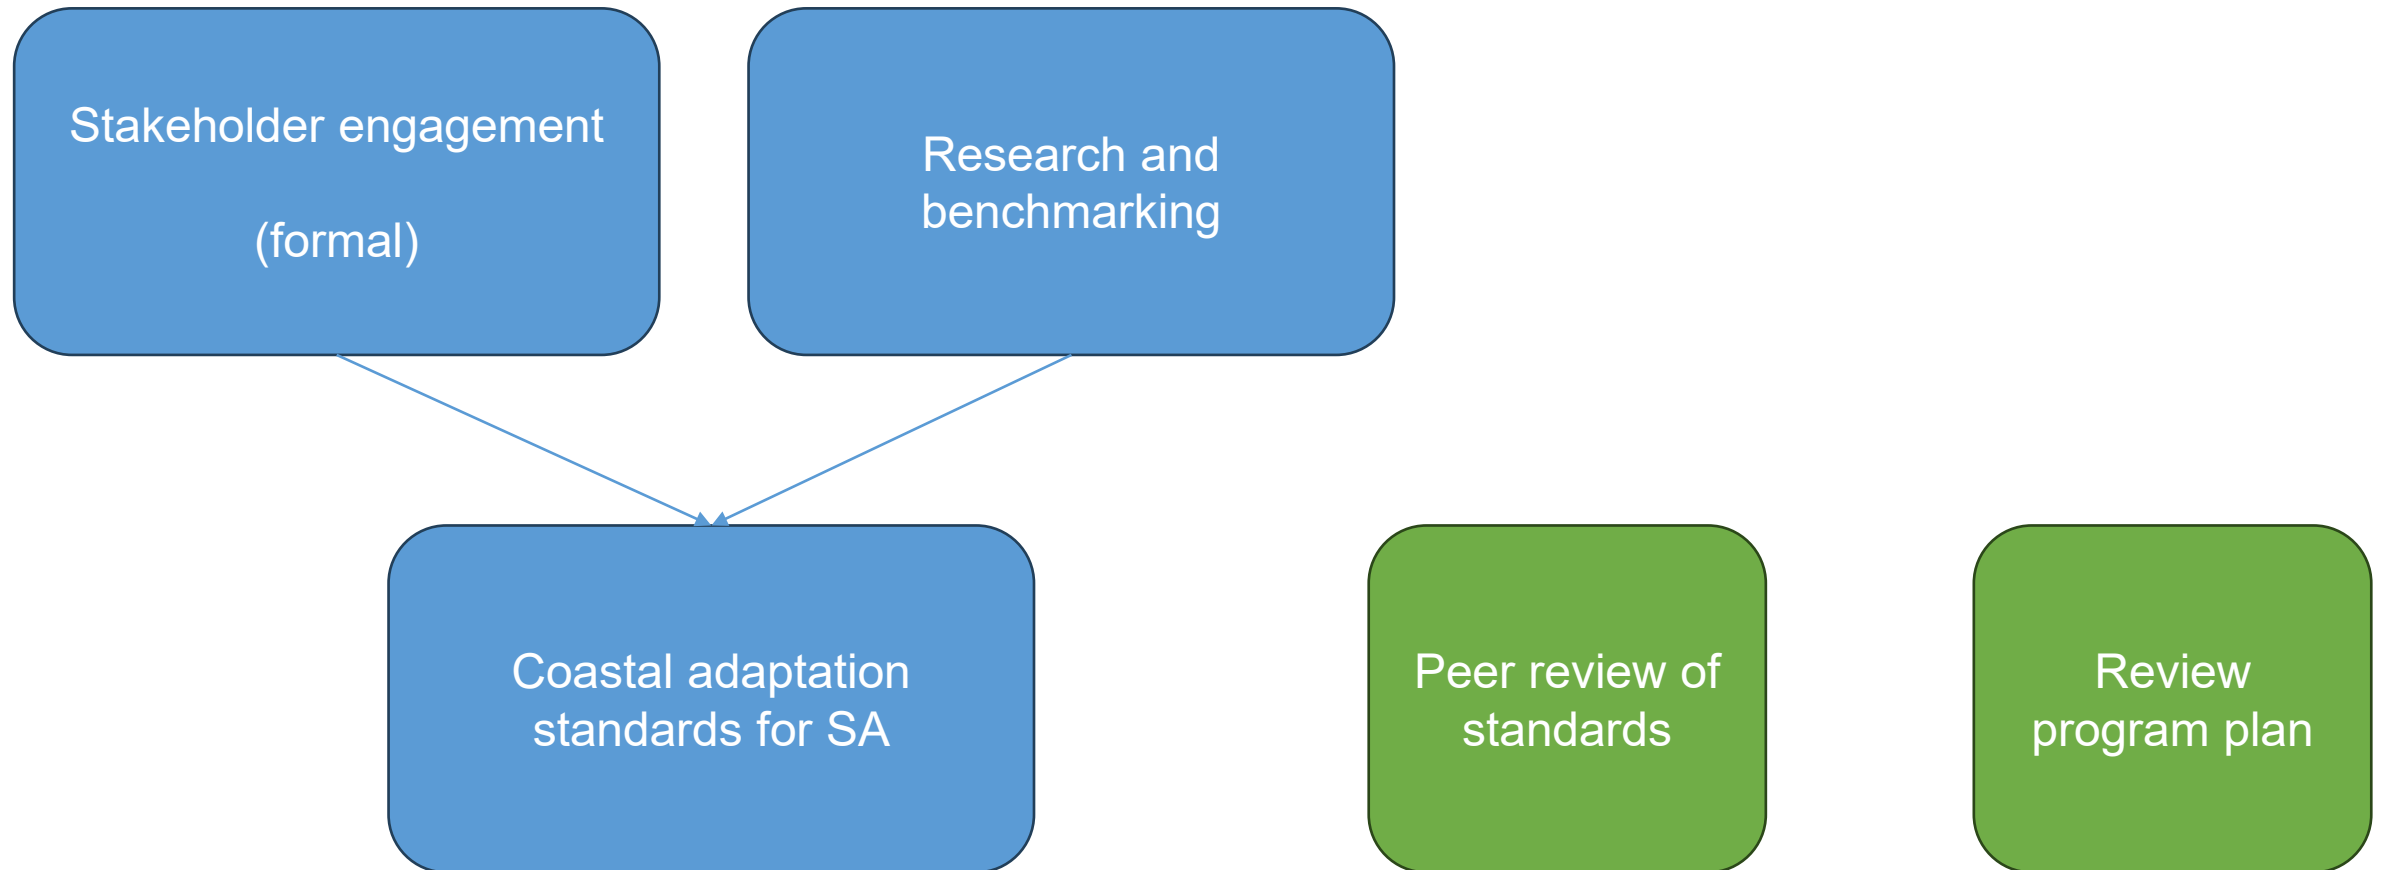 Stakeholder engagement
(formal)
Research and
benchmarking
Coastal adaptation
standards for SA
Peer review of
standards
Review
program plan